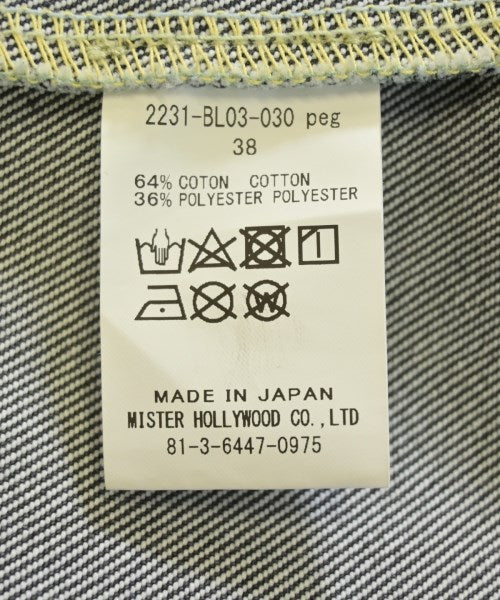 2231-BL03-030 peg
38
64% COTON COTTON
36% POLYESTER POLYESTER
W
MADE IN JAPAN
MISTER HOLLYWOOD CO.,LTD
81-3-6447-0975